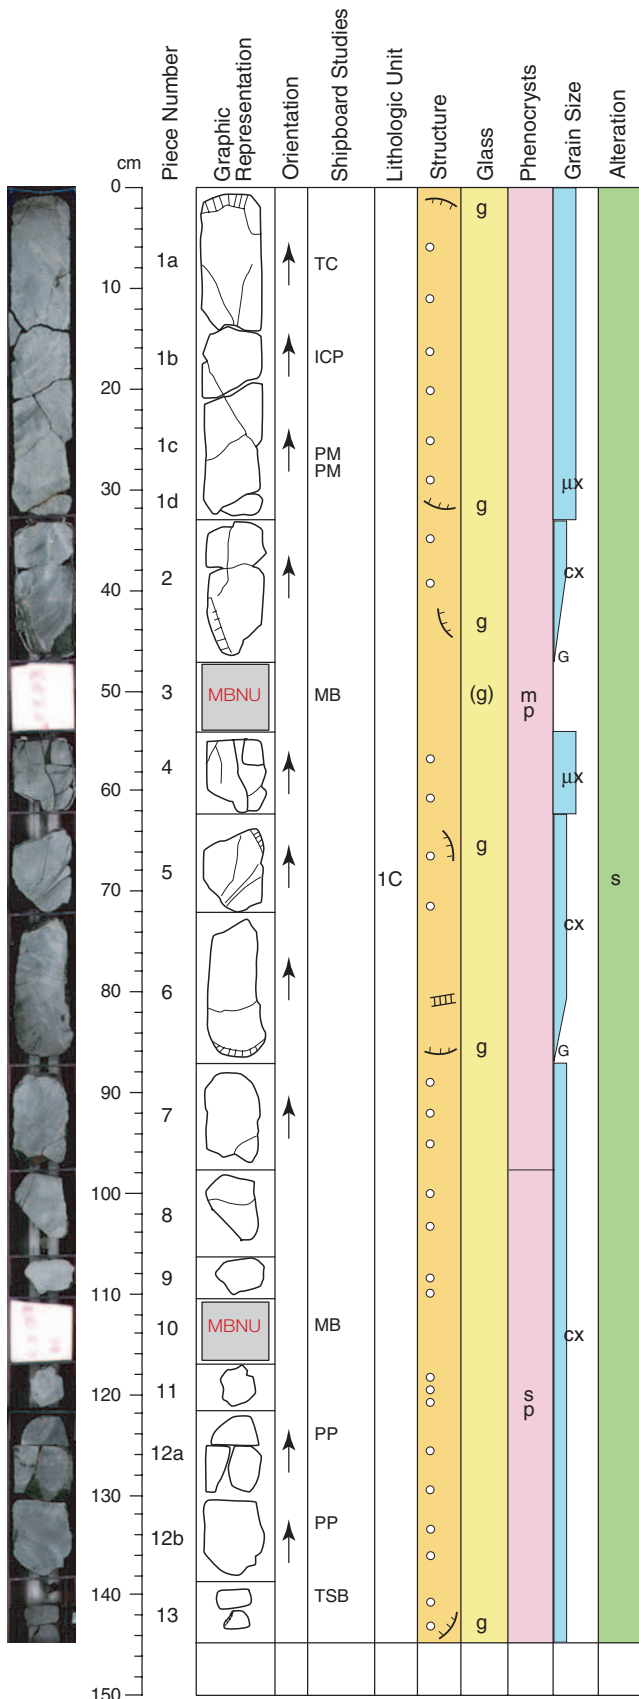 cm
Piece Number
Graphic
Representation
Orientation
Shipboard Studies
Lithologic Unit
Structure
Glass
Phenocrysts
Grain Size
Alteration
0
g
1a
TC
10
1b
ICP
20
1c
PM
PM
30
μx
1d
g
2
cx
40
g
G
3
MBNU
MB
(g)
m
p
50
4
μx
60
5
g
1C
s
70
cx
6
80
g
G
90
7
100
8
9
110
10
MBNU
MB
cx
11
120
s
p
12a
PP
130
12b
PP
140
TSB
13
g
150